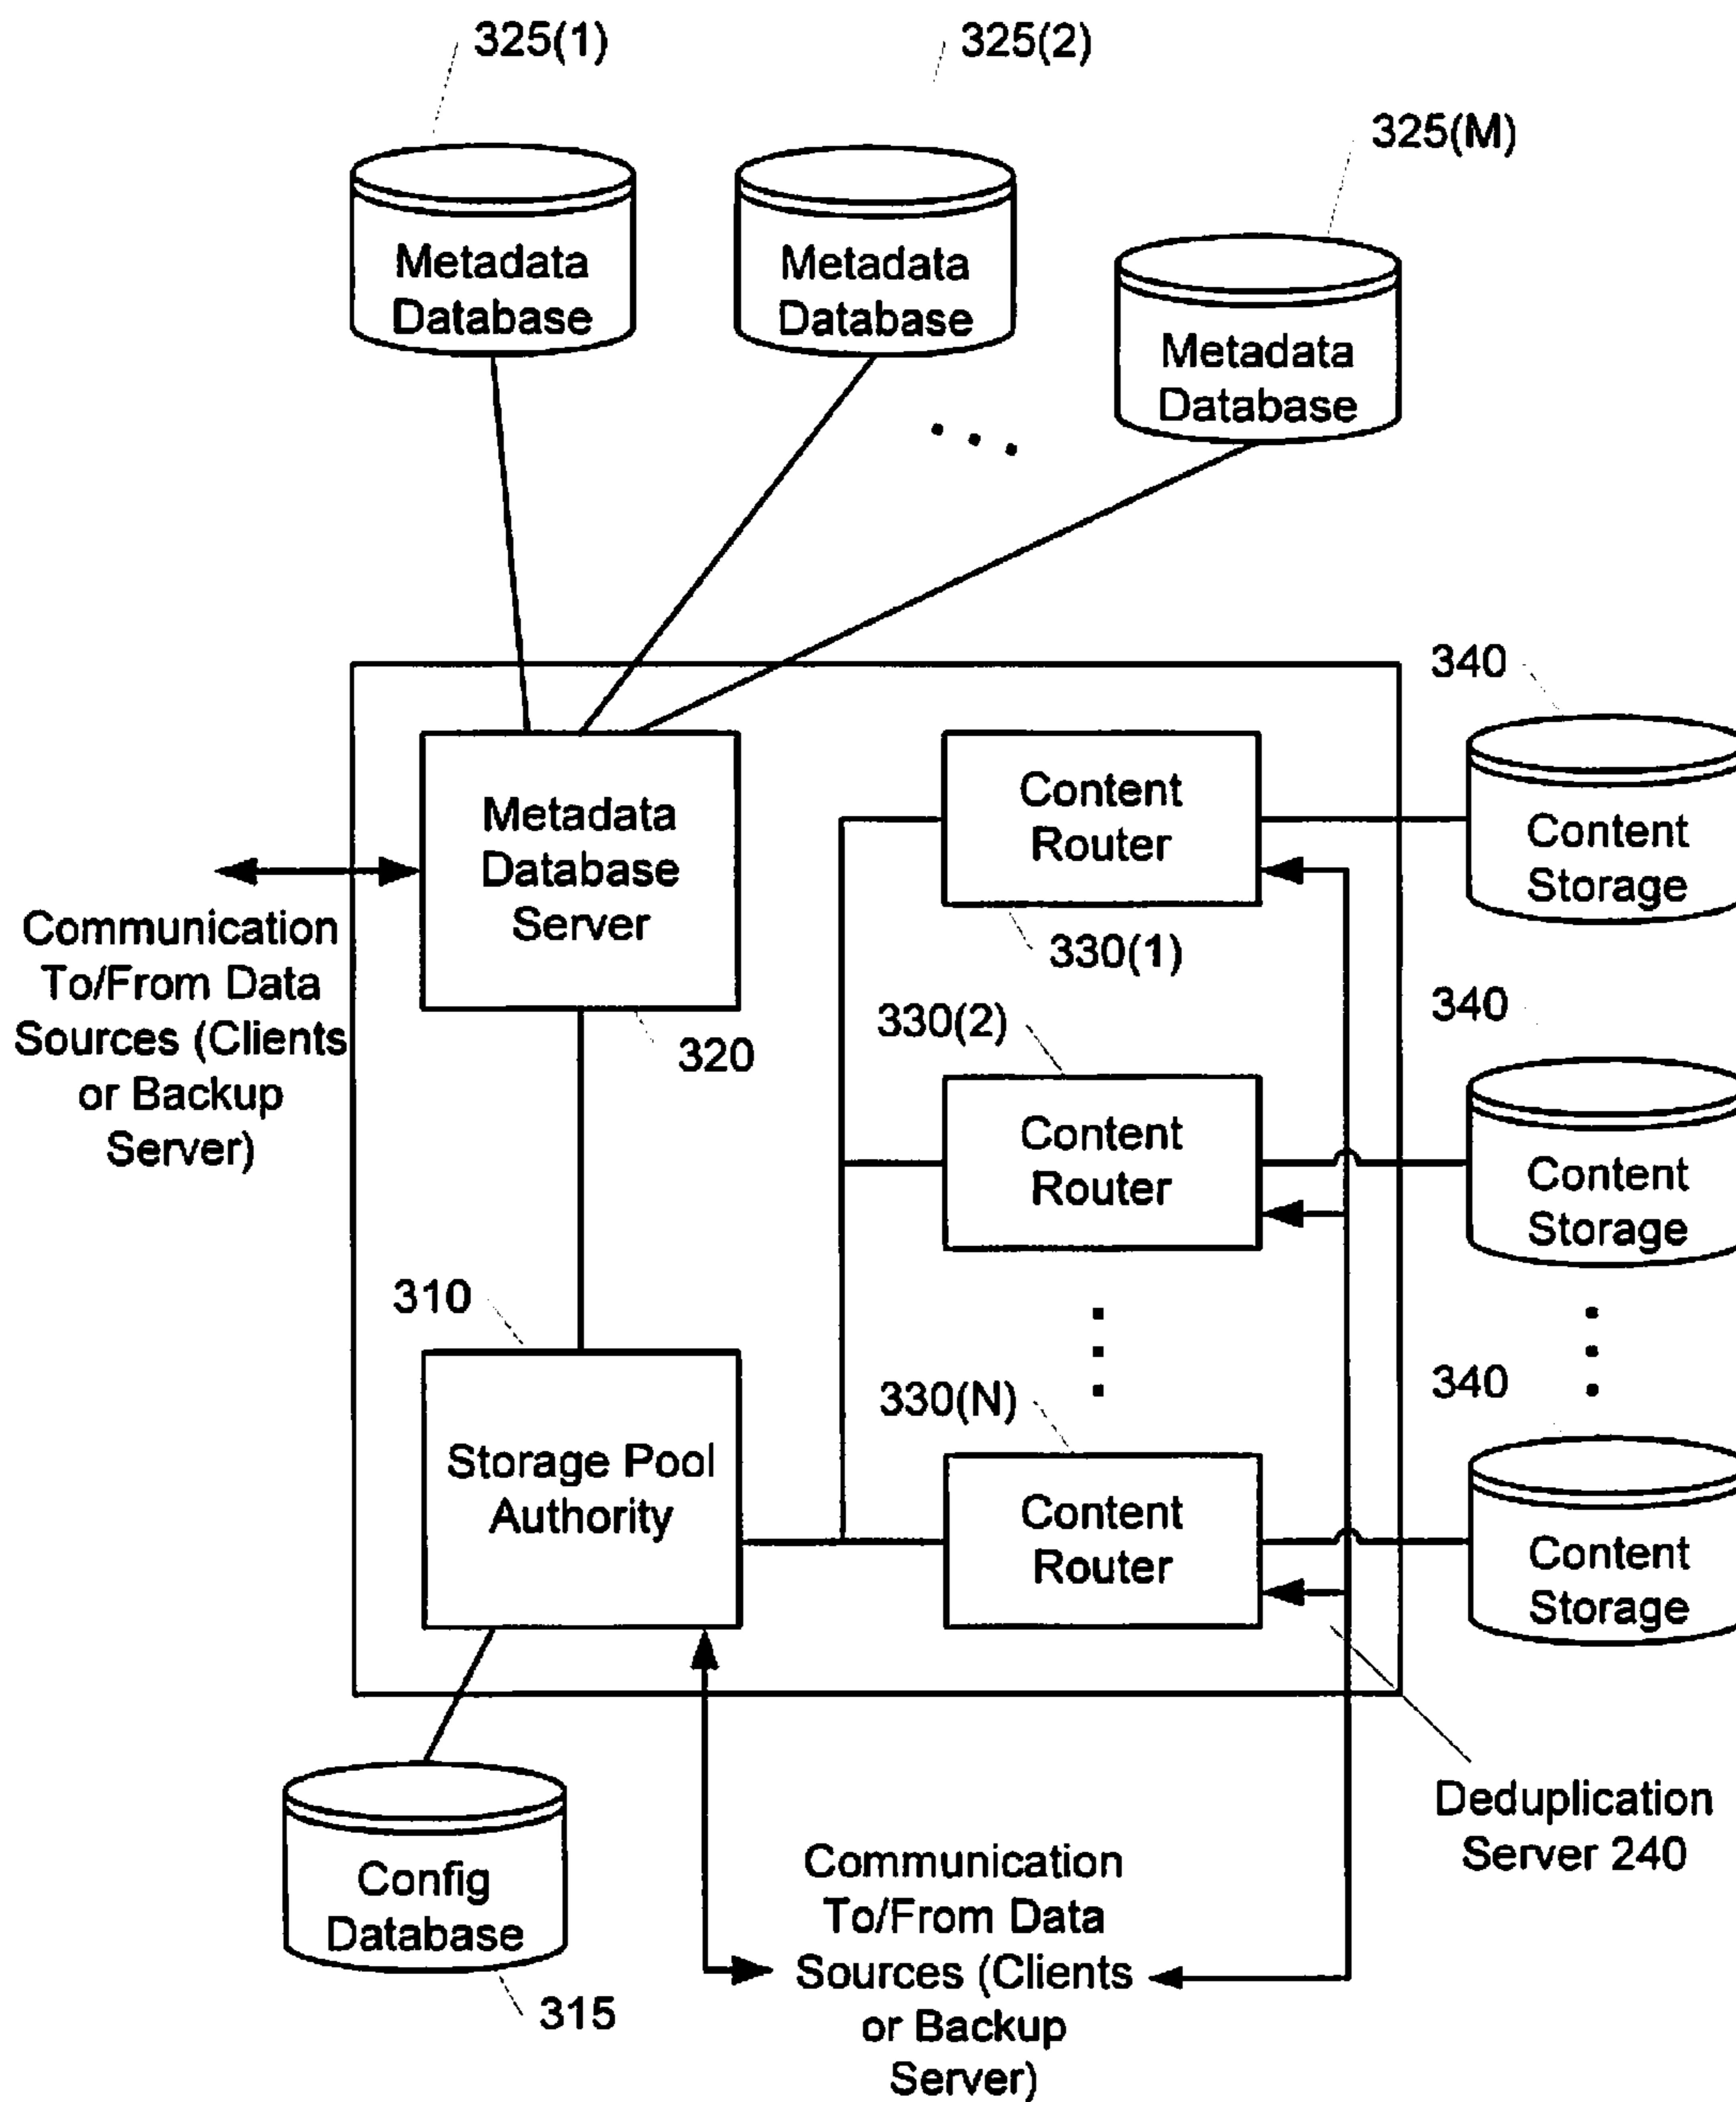 325(1)
325(2)
325(M)
Metadata
Database
Metadata
Database
Metadata
Database
340
Metadata
Database
Server
Content
Router
Content
Storage
Communication
To/From Data
Sources (Clients
or Backup
Server)
330(1)
330(2)
340
320
Content
Router
Content
Storage
310
330(N)
340
Storage Pool
Authority
Content
Router
Content
Storage
Deduplication
Server 240
Config
Database
315
Communication
To/From Data
Sources (Clients
or Backup
Server)